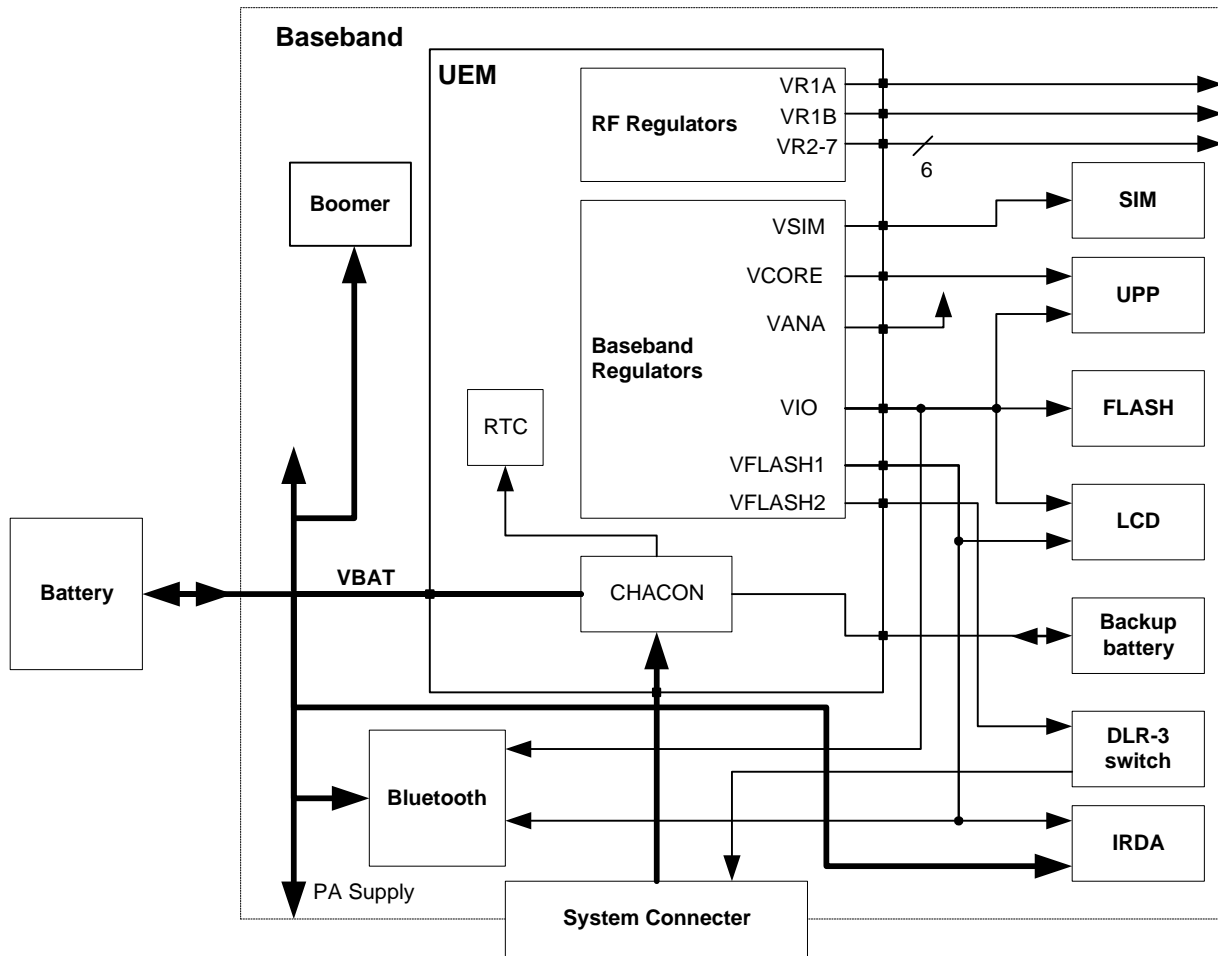 Baseband
UEM
RF Regulators
VR1A
VR1B
VR2-7
6
Boomer
SIM
VSIM
VCORE
UPP
VANA
Baseband
Regulators
VIO
FLASH
RTC
VFLASH1
VFLASH2
LCD
Battery
VBAT
CHACON
Backup
battery
DLR-3
switch
Bluetooth
IRDA
PA Supply
System Connecter